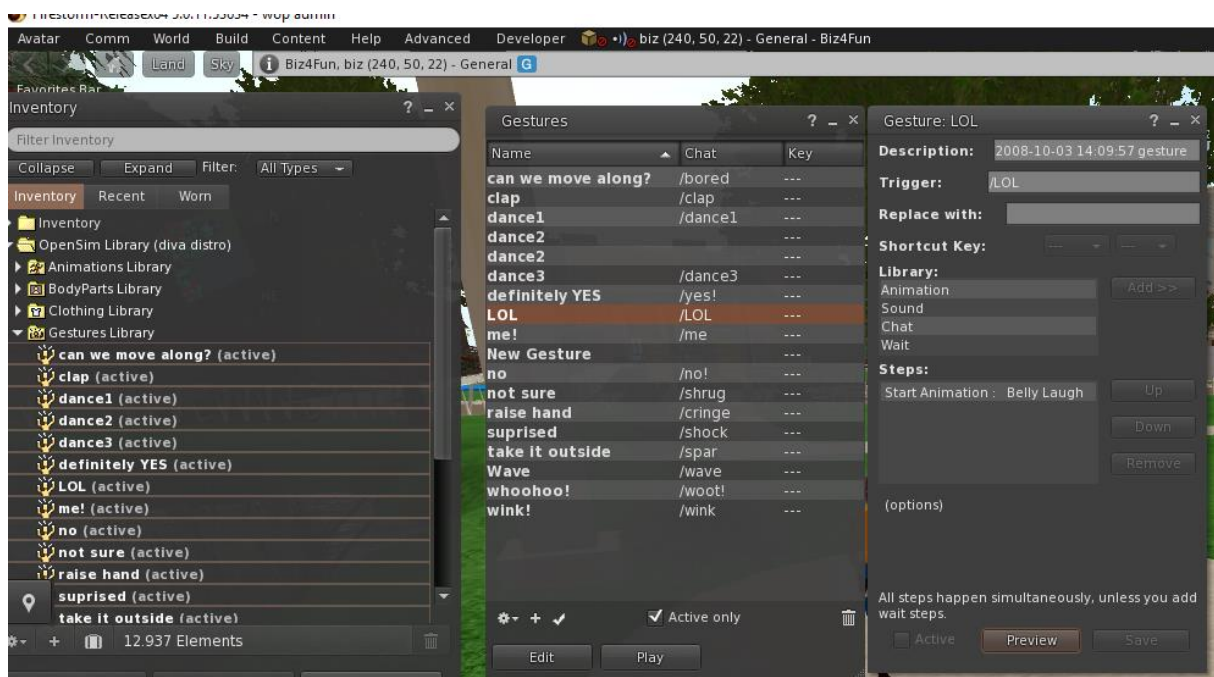 Firestorm-Releasex64 5.0.11.53634 - wop admin
Avatar Comm World Build Content Help Advanced Developer biz (240, 50, 22) - General - Biz4Fun
Land Sky Biz4Fun, biz (240, 50, 22) - General G
Favorites Bar
Inventory ? _ ×
Filter Inventory
Collapse Expand Filter: All Types
Inventory Recent Worn
Inventory
OpenSim Library (diva distro)
Animations Library
BodyParts Library
Clothing Library
Gestures Library
can we move along? (active)
clap (active)
dance1 (active)
dance2 (active)
dance3 (active)
definitely YES (active)
LOL (active)
me! (active)
no (active)
not sure (active)
raise hand (active)
suprised (active)
take it outside (active)
+ 12.937 Elements
Gestures ? _ ×
Name Chat Key
can we move along? /bored ---
clap /clap ---
dance1 /dance1 ---
dance2 ---
dance2 ---
dance3 /dance3 ---
definitely YES /yes! ---
LOL /LOL ---
me! /me ---
New Gesture ---
no /no! ---
not sure /shrug ---
raise hand /cringe ---
suprised /shock ---
take it outside /spar ---
Wave /wave ---
whoohoo! /woot! ---
wink! /wink ---
+ Active only
Edit Play
Gesture: LOL ? _ ×
Description: 2008-10-03 14:09:57 gesture
Trigger: /LOL
Replace with:
Shortcut Key: --- ---
Library:
Animation Add >>
Sound
Chat
Wait
Steps:
Start Animation : Belly Laugh Up
Down
Remove
(options)
All steps happen simultaneously, unless you add
wait steps.
Active Preview Save